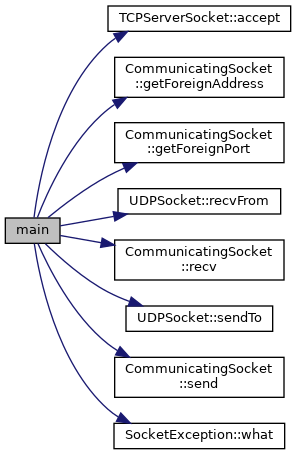 TCPServerSocket::accept
CommunicatingSocket
::getForeignAddress
CommunicatingSocket
::getForeignPort
UDPSocket::recvFrom
main
CommunicatingSocket
::recv
UDPSocket::sendTo
CommunicatingSocket
::send
SocketException::what